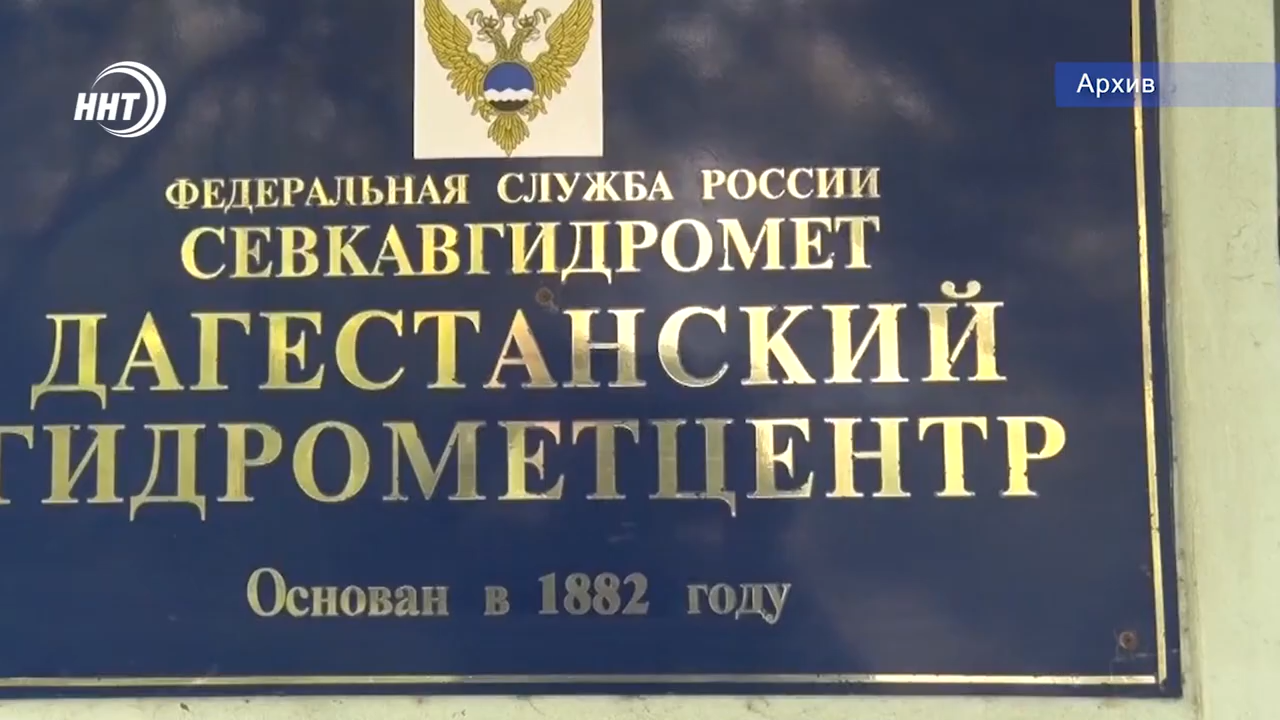 ННТ
Архив
ФЕДЕРАЛЬНАЯ СЛУЖБА РОССИИ
СЕВКАВГИДРОМЕТ
ДАГЕСТАНСКИЙ
ГИДРОМЕТЦЕНТР
Основан в 1882 году